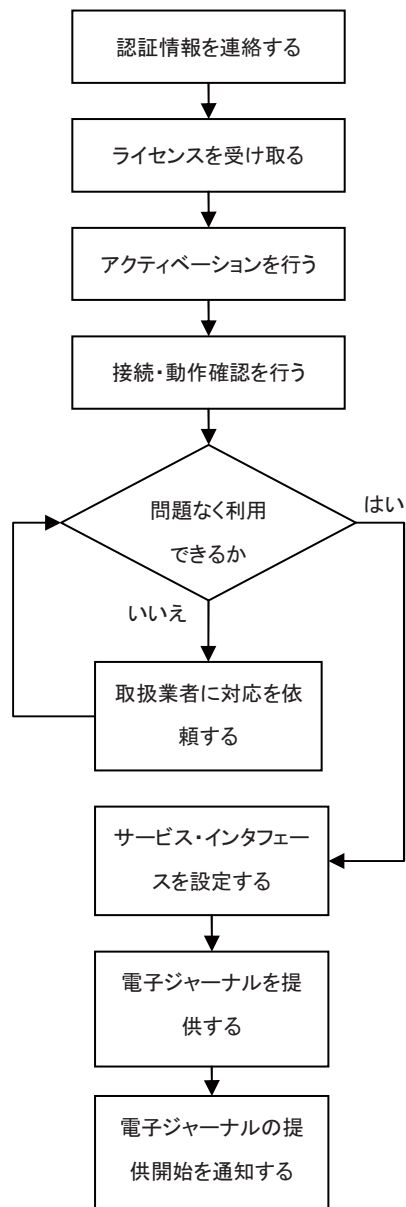 認証情報を連絡する
ライセンスを受け取る
アクティベーションを行う
接続・動作確認を行う
問題なく利用
できるか
はい
いいえ
取扱業者に対応を依
頼する
サービス・インタフェー
スを設定する
電子ジャーナルを提
供する
電子ジャーナルの提
供開始を通知する